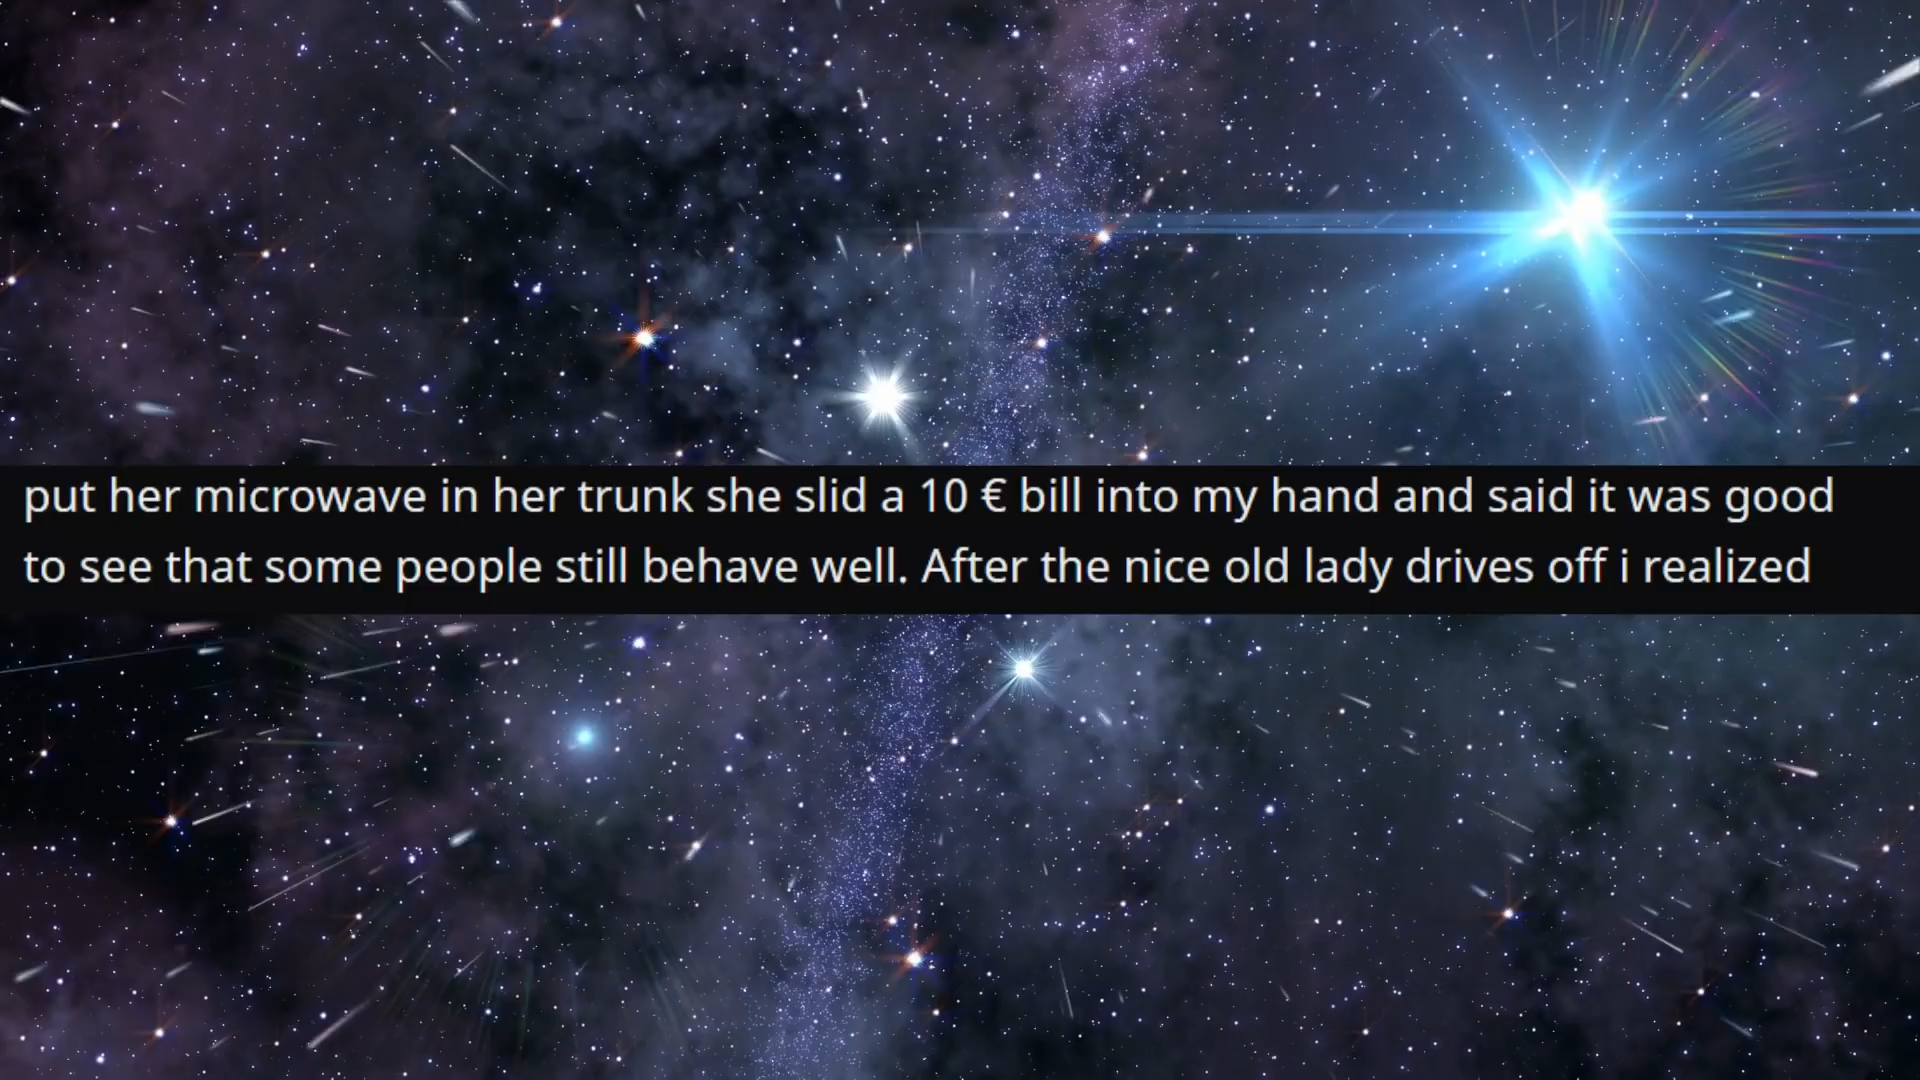 put her microwave in her trunk she slid a 10 € bill into my hand and said it was good
to see that some people still behave well. After the nice old lady drives off i realized